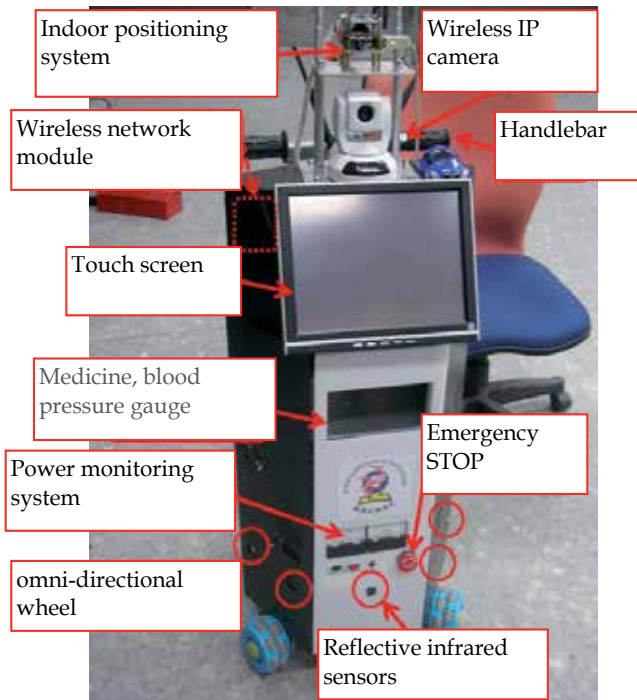 Indoor positioning
system
Wireless IP
camera
Wireless network
module
Handlebar
Touch screen
Medicine, blood
pressure gauge
Emergency
STOP
Power monitoring
system
omni-directional
wheel
Reflective infrared
sensors